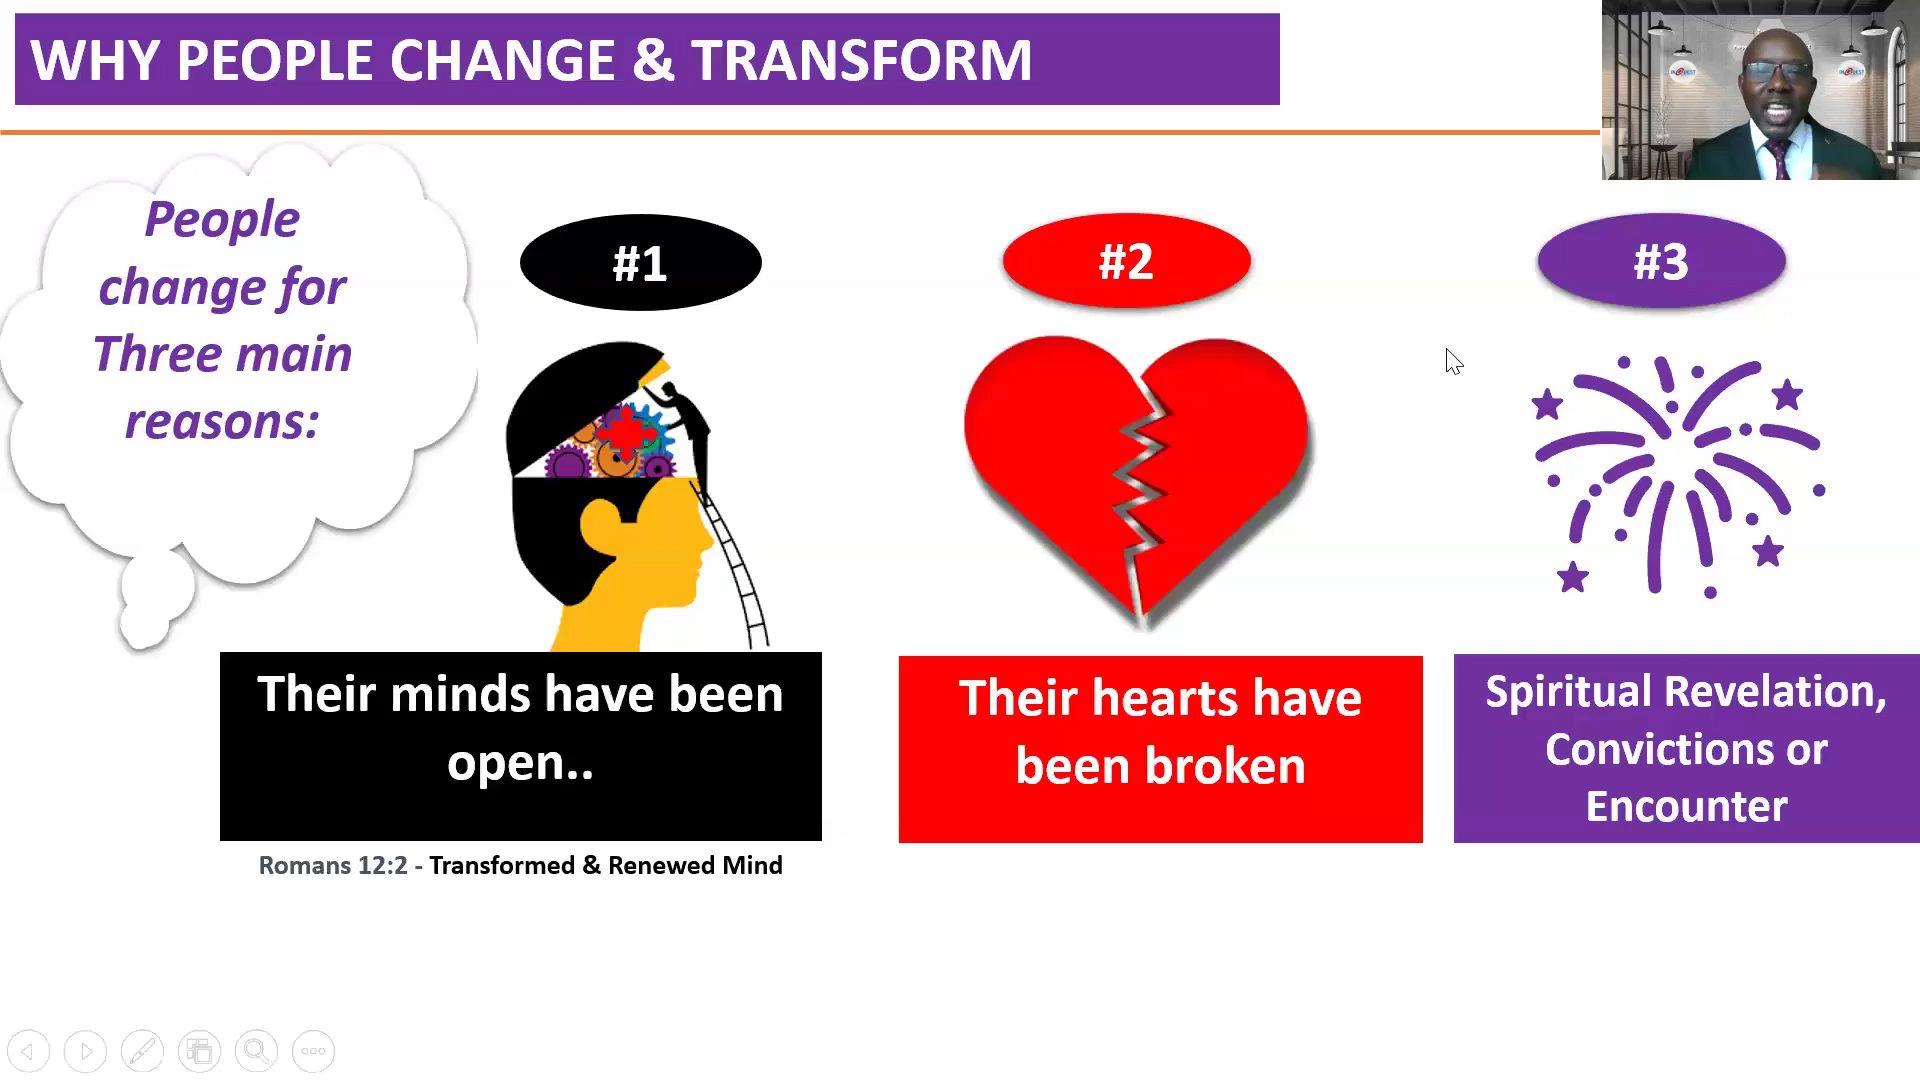 WHY PEOPLE CHANGE & TRANSFORM
People
change for
Three main
reasons:
#1
#2
#3
Their minds have been
open..
Their hearts have
been broken
Spiritual Revelation,
Convictions or
Encounter
Romans 12:2 - Transformed & Renewed Mind